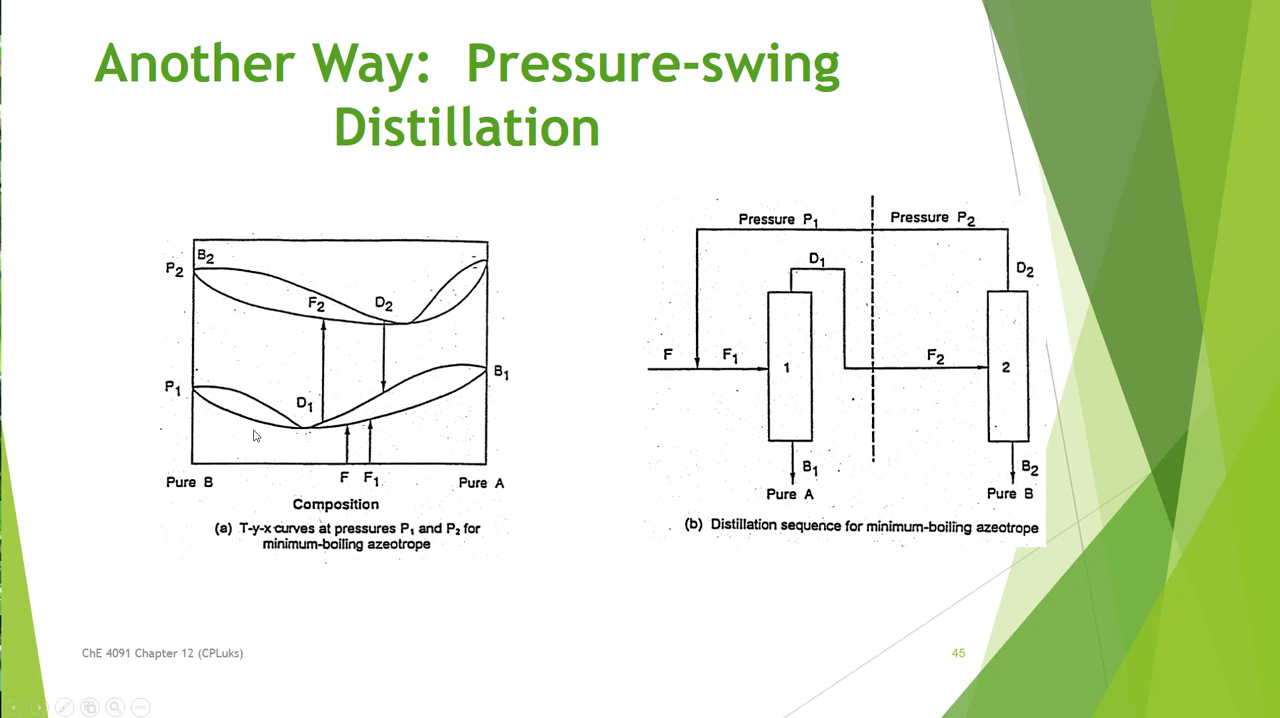 Another Way: Pressure-swing
Distillation
P₂
B₂
F₂
D₂
P₁
D₁
B₁
F
F₁
Pure B
Pure A
Composition
(a) T-y-x curves at pressures P₁ and P₂ for
minimum-boiling azeotrope
Pressure P₁
Pressure P₂
D₁
D₂
F
F₁
F₂
1
2
B₁
B₂
Pure A
Pure B
(b) Distillation sequence for minimum-boiling azeotrope
ChE 4091 Chapter 12 (CPLuks)
45